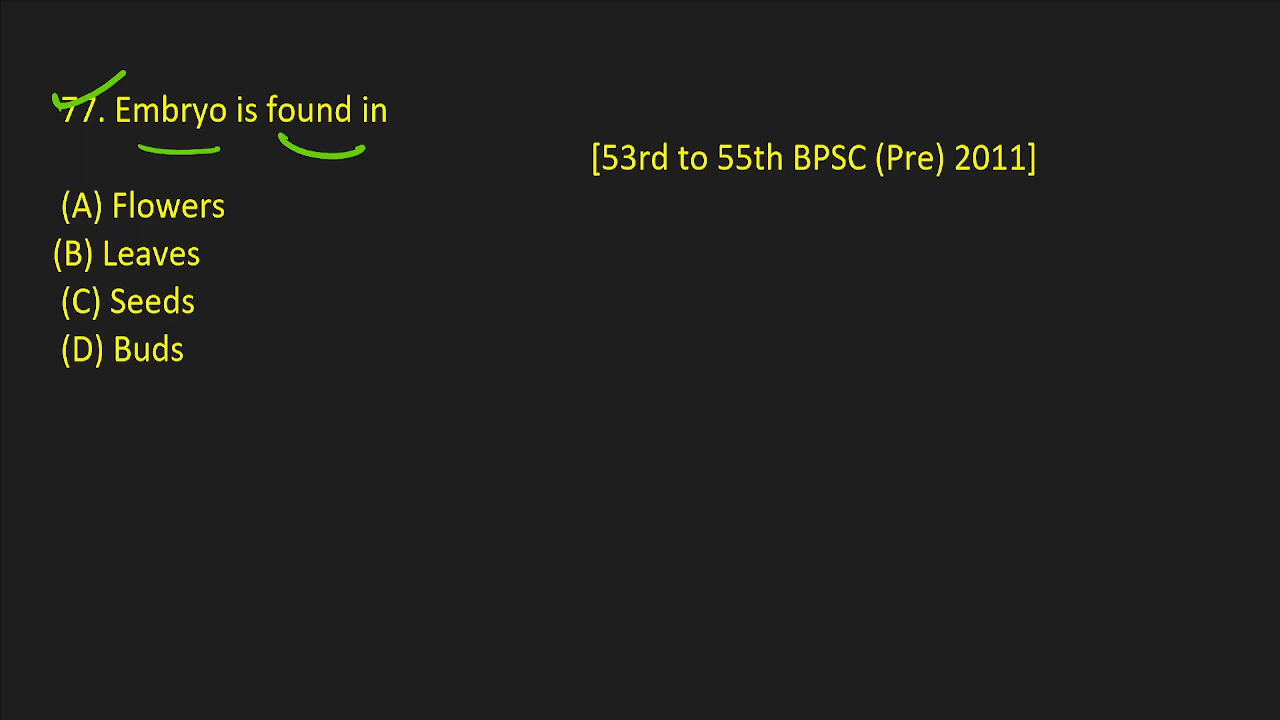 77. Embryo is found in
[53rd to 55th BPSC (Pre) 2011]
(A) Flowers
(B) Leaves
(C) Seeds
(D) Buds